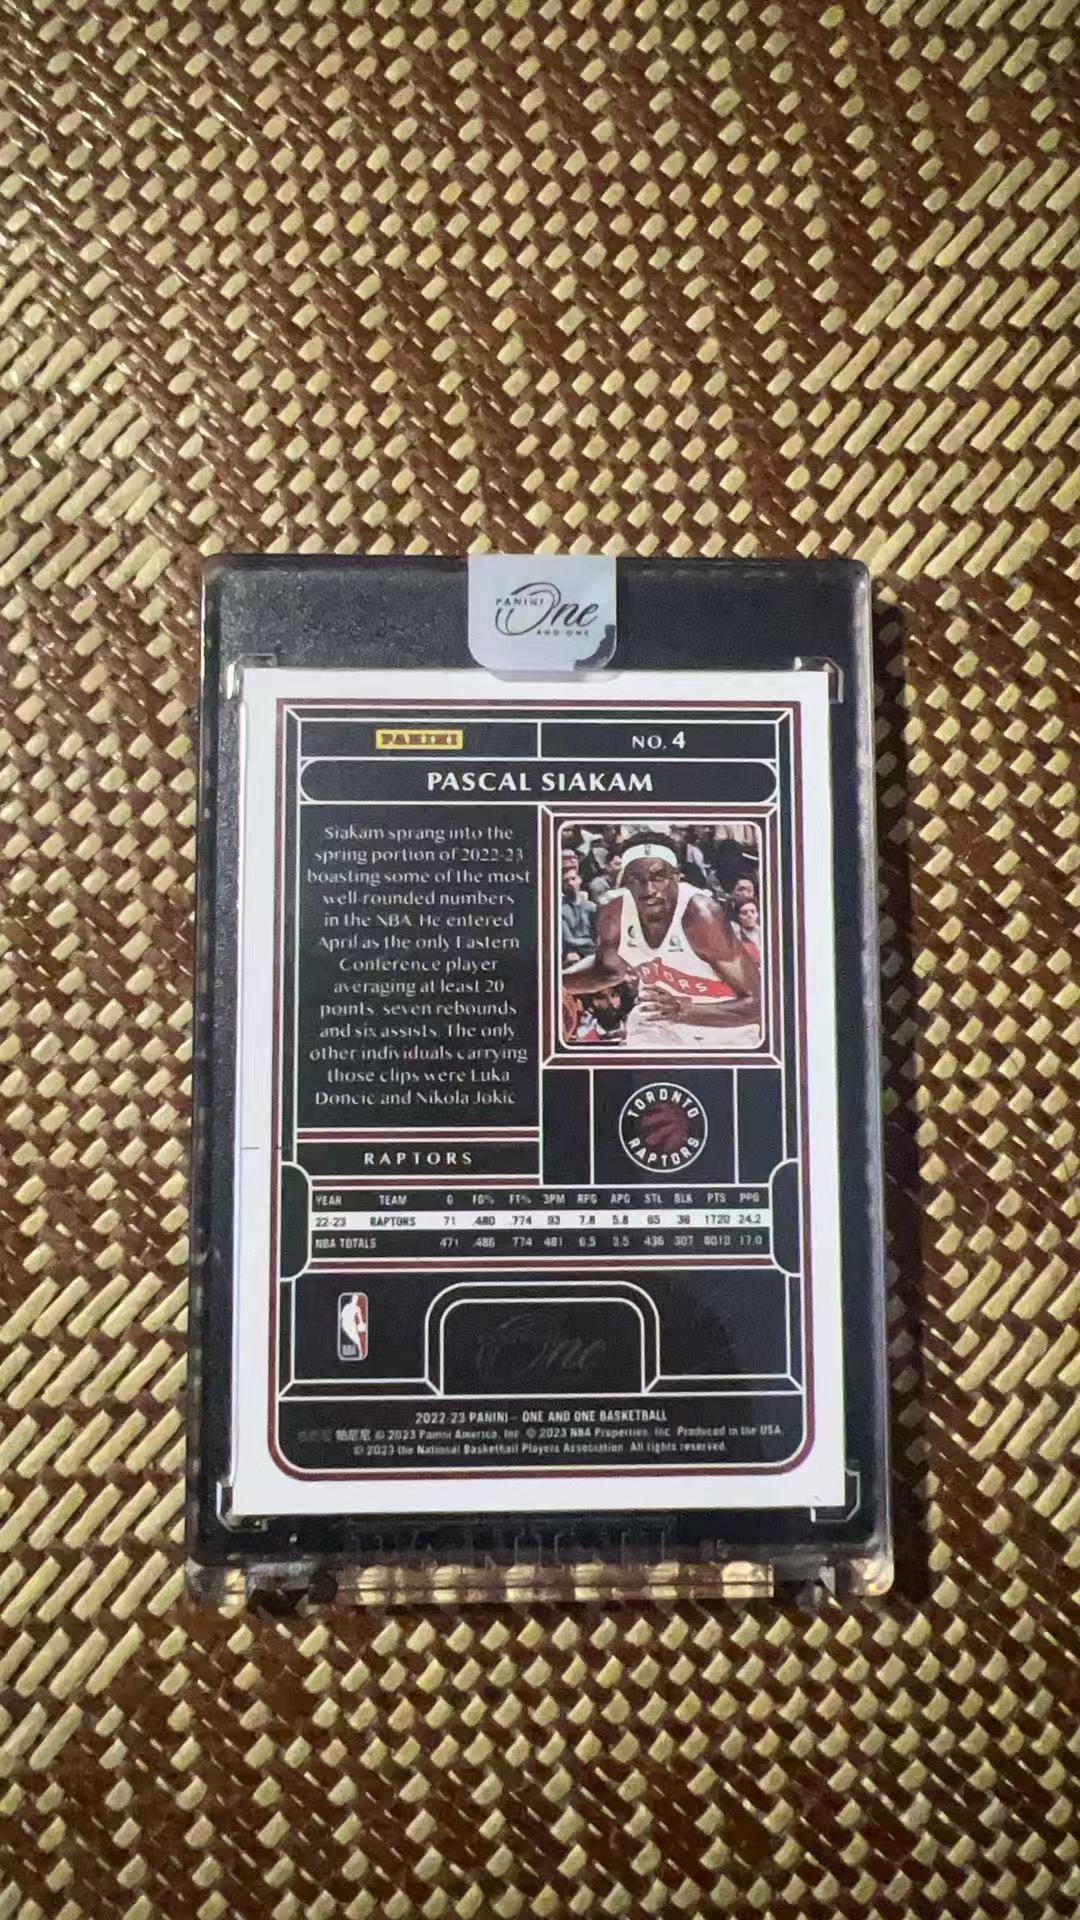 PANINI One
AND ONE
PANINI
NO. 4
PASCAL SIAKAM
Siakam sprang into the
spring portion of 2022-23
boasting some of the most
well-rounded numbers
in the NBA. He entered
April as the only Eastern
Conference player
averaging at least 20
points, seven rebounds
and six assists. The only
other individuals carrying
those clips were Luka
Doncic and Nikola Jokic.
TORONTO
RAPTORS
RAPTORS
YEAR TEAM G FG% FT% 3PM RPG APG STL BLK PTS PPG
22-23 RAPTORS 71 .480 .774 93 7.8 5.8 65 36 1720 24.2
NBA TOTALS 471 .486 .774 481 6.5 3.5 436 307 8010 17.0
PANINI One
2022-23 PANINI – ONE AND ONE BASKETBALL
帕尼尼 © 2023 Panini America, Inc. © 2023 NBA Properties, Inc. Produced in the USA.
© 2023 the National Basketball Players Association. All rights reserved.
PANINI